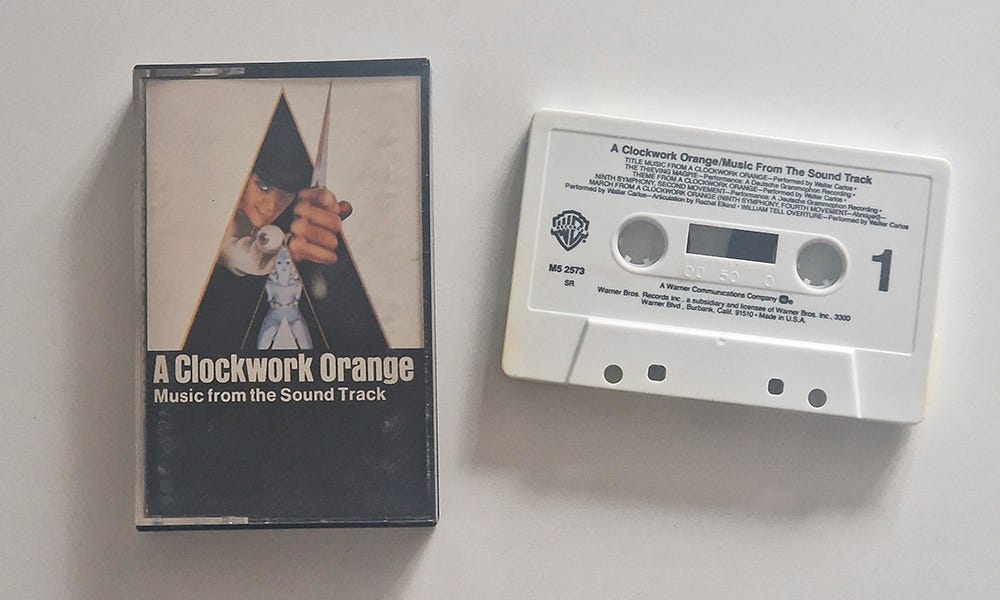 A Clockwork Orange
Music from the Sound Track
A Clockwork Orange/Music From The Sound Track
TITLE MUSIC FROM A CLOCKWORK ORANGE—Performed by Walter Carlos •
THE THIEVING MAGPIE—Performance: A Deutsche Grammophon Recording •
THEME FROM A CLOCKWORK ORANGE—Performed by Walter Carlos •
NINTH SYMPHONY, SECOND MOVEMENT—Performance: A Deutsche Grammophon Recording •
MARCH FROM A CLOCKWORK ORANGE (NINTH SYMPHONY, FOURTH MOVEMENT—Abridged)—
Performed by Walter Carlos—Articulation by Rachel Elkind • WILLIAM TELL OVERTURE—Performed by Walter Carlos
M5 2573
SR
1
00 50 0
A Warner Communications Company
Warner Bros. Records Inc., a subsidiary and licensee of Warner Bros. Inc., 3300
Warner Blvd., Burbank, Calif. 91510 • Made in U.S.A.